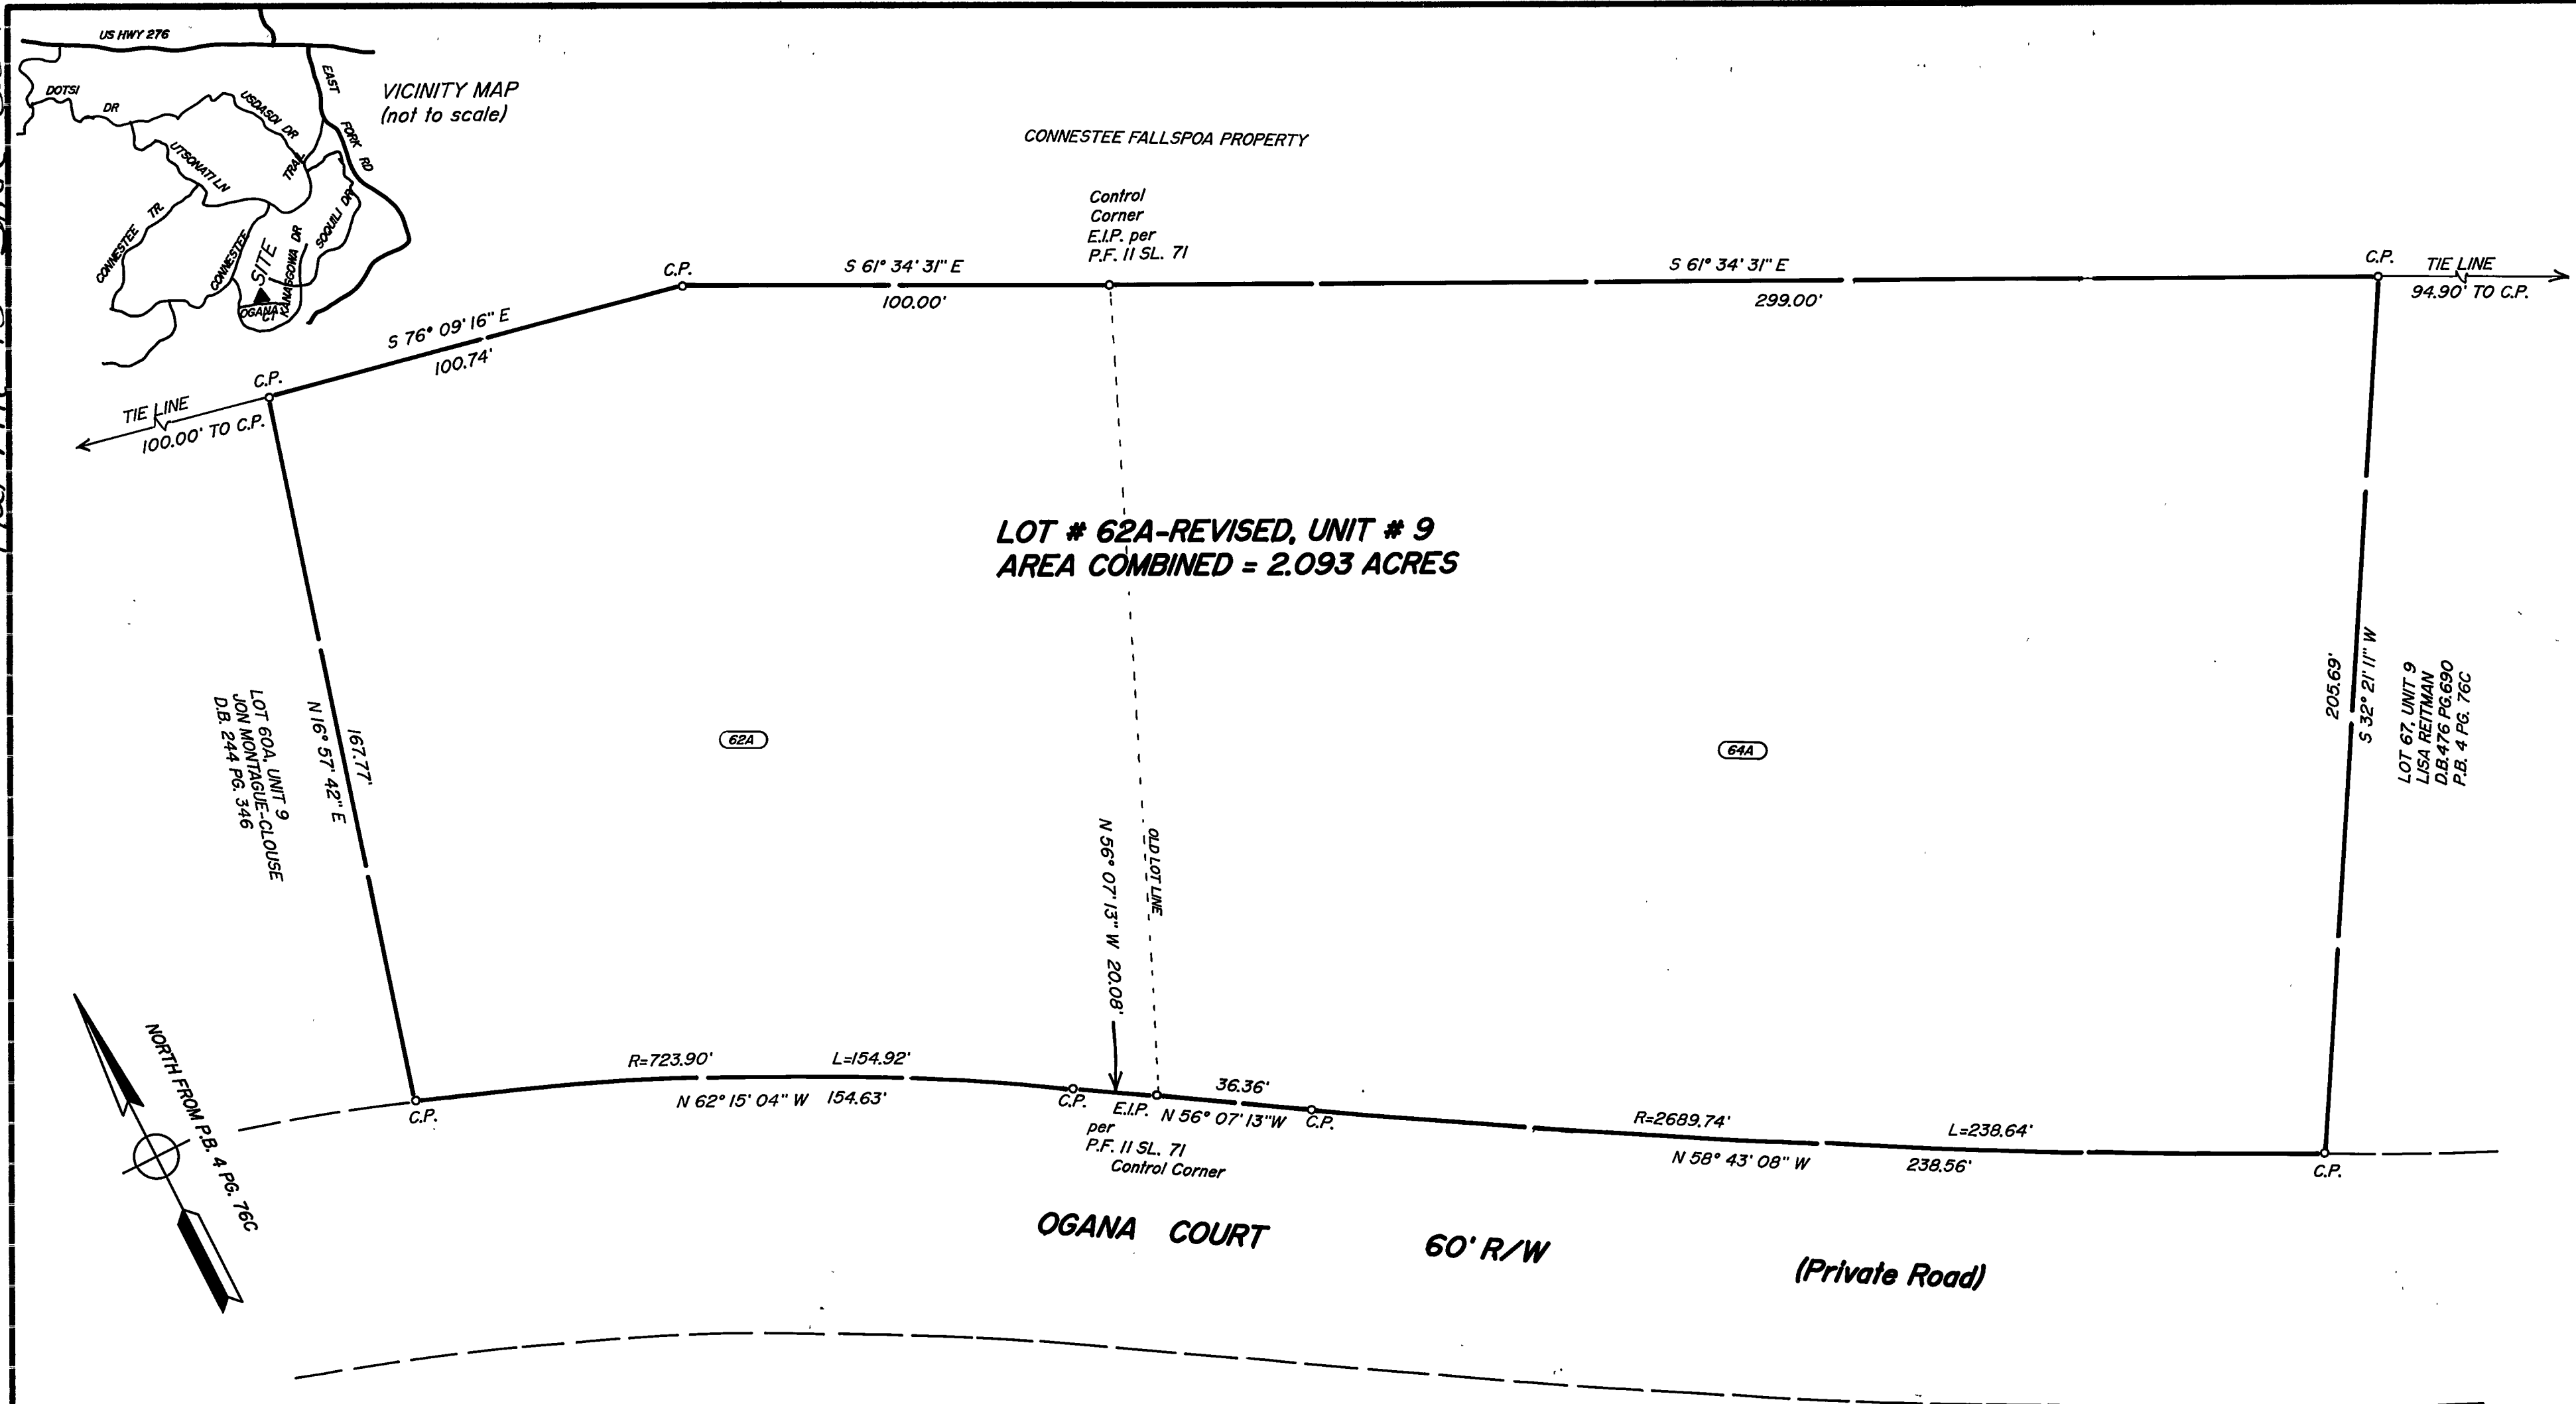 US HWY 276
EAST FORK RD
DOTSI DR
USDASDI DR
UTSONATI LN
TRAIL
CONNESTEE TR.
CONNESTEE
SOQUILI DR
KANAGOWA DR
SITE
OGANA CT
VICINITY MAP
(not to scale)
CONNESTEE FALLSPOA PROPERTY
Control
Corner
E.I.P. per
P.F. 11 SL. 71
C.P.
S 61° 34' 31" E
100.00'
S 61° 34' 31" E
299.00'
C.P.
TIE LINE
94.90' TO C.P.
S 76° 09' 16" E
100.74'
C.P.
TIE LINE
100.00' TO C.P.
LOT # 62A-REVISED, UNIT # 9
AREA COMBINED = 2.093 ACRES
167.77'
N 16° 57' 42" E
LOT 60A, UNIT 9
JON MONTAGUE-CLOUSE
D.B. 244 PG. 346
62A
64A
205.69'
S 32° 21' 11" W
LOT 67, UNIT 9
LISA REITMAN
D.B.476 PG.690
P.B. 4 PG. 76C
OLD LOT LINE
N 56° 07' 13" W 20.08'
NORTH FROM P.B. 4 PG. 76C
R=723.90' L=154.92'
N 62° 15' 04" W 154.63'
C.P.
C.P.
E.I.P.
per
P.F. 11 SL. 71
Control Corner
36.36'
N 56° 07' 13"W
C.P.
R=2689.74' L=238.64'
N 58° 43' 08" W 238.56'
C.P.
OGANA COURT 60' R/W (Private Road)